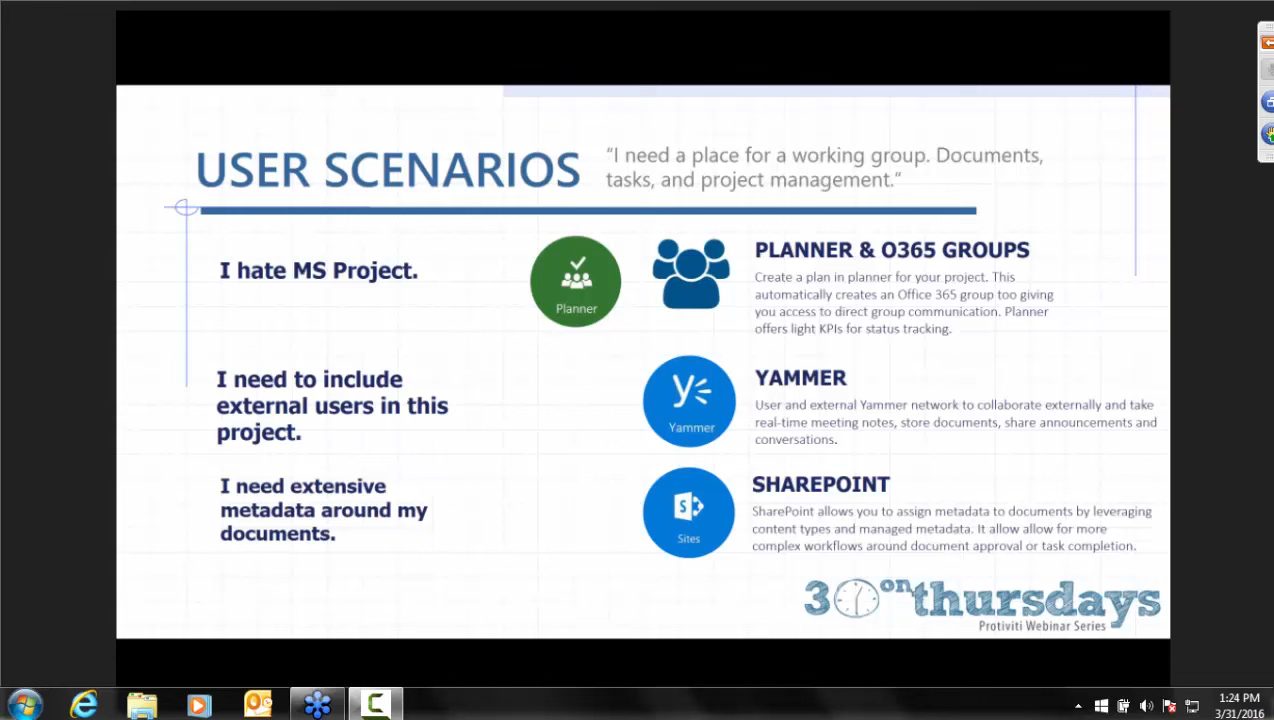 USER SCENARIOS
"I need a place for a working group. Documents,
tasks, and project management."
I hate MS Project.
Planner
PLANNER & O365 GROUPS
Create a plan in planner for your project. This
automatically creates an Office 365 group too giving
you access to direct group communication. Planner
offers light KPIs for status tracking.
I need to include
external users in this
project.
Yammer
YAMMER
User and external Yammer network to collaborate externally and take
real-time meeting notes, store documents, share announcements and
conversations.
I need extensive
metadata around my
documents.
S
Sites
SHAREPOINT
SharePoint allows you to assign metadata to documents by leveraging
content types and managed metadata. It allow allow for more
complex workflows around document approval or task completion.
30 on thursdays
Protiviti Webinar Series
1:24 PM
3/31/2016